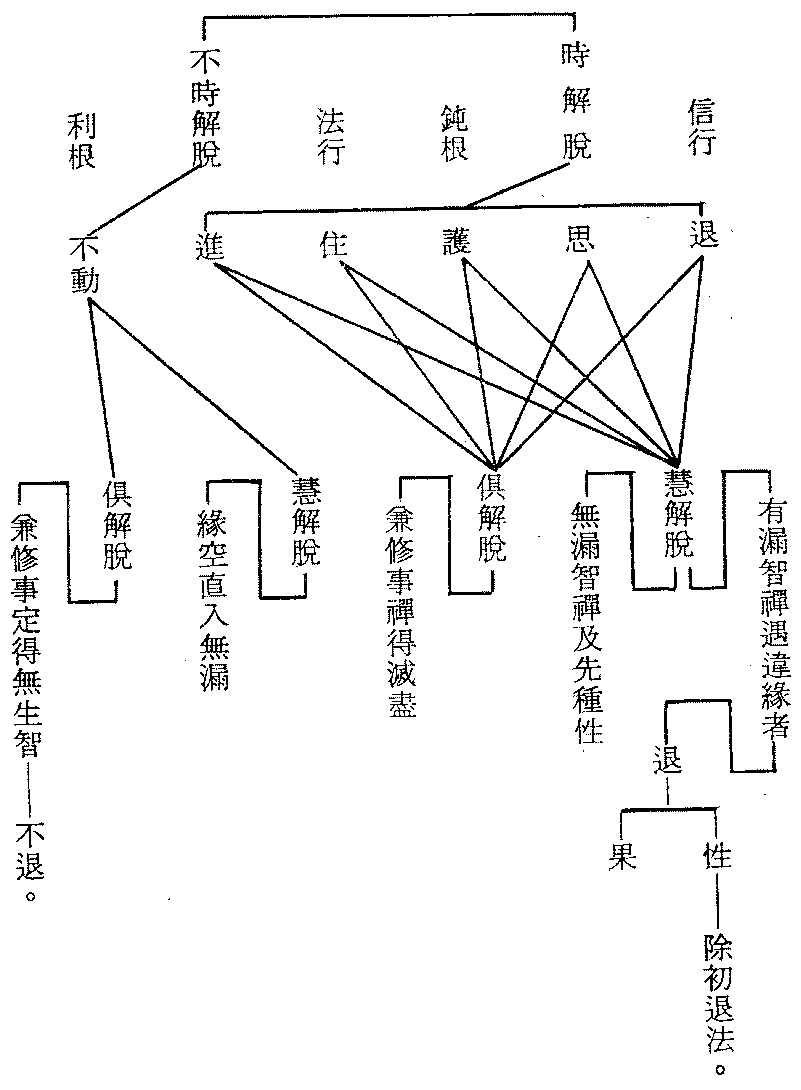 信行
時解脫
鈍根
法行
不時解脫
利根
退
思
護
住
進
不動
慧解脫
俱解脫
慧解脫
俱解脫
有漏智禪遇違緣者
無漏智禪及先種性
兼修事禪得滅盡
緣空直入無漏
兼修事定得無生智
不退。
退
性
果
除初退法。